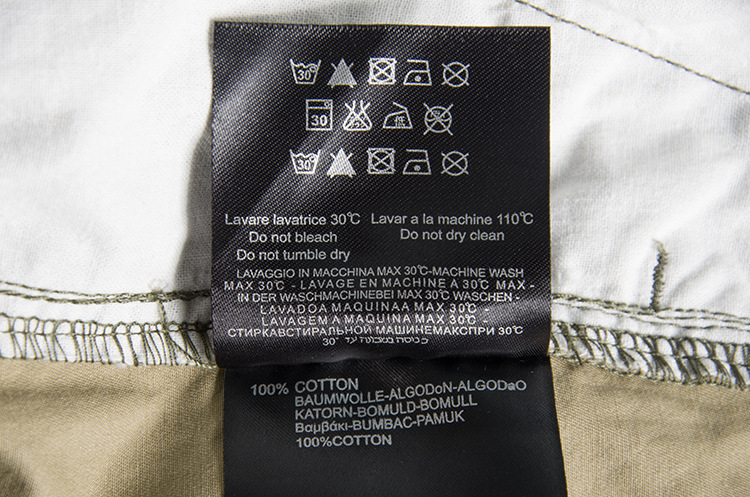 30°
30
30°
Lavare lavatrice 30℃ Lavar a la machine 110℃
Do not bleach Do not dry clean
Do not tumble dry
LAVAGGIO IN MACCHINA MAX 30℃-MACHINE WASH
MAX 30℃ - LAVAGE EN MACHINE A 30℃ MAX -
IN DER WASCHMACHINEBEI MAX 30℃ WASCHEN -
LAVADOA MAQUINAA MAX 30℃ -
LAVAGEM A MAQUINA MAX 30℃ -
СТИРКАВСТИРАЛЬНОЙ МАШИНЕМАКСПРИ 30℃
כביסה במכונה עד 30°
100% COTTON
BAUMWOLLE-ALGODoN-ALGODaO
KATORN-BOMULD-BOMULL
Βαμβάκι-BUMBAC-PAMUK
100%COTTON